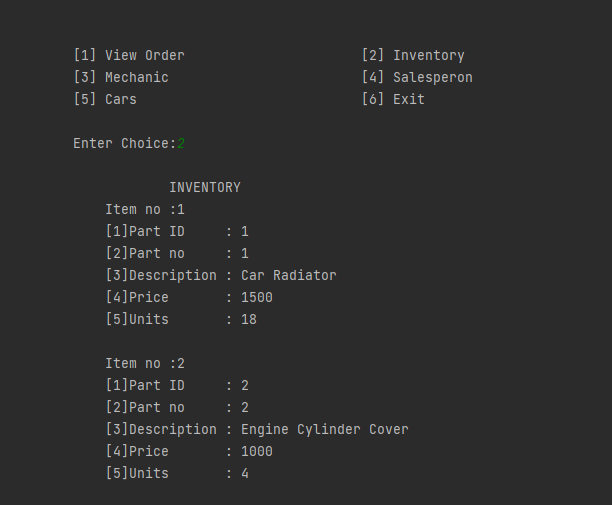 [1] View Order [2] Inventory
[3] Mechanic [4] Salesperon
[5] Cars [6] Exit
Enter Choice:2
INVENTORY
Item no :1
[1]Part ID : 1
[2]Part no : 1
[3]Description : Car Radiator
[4]Price : 1500
[5]Units : 18
Item no :2
[1]Part ID : 2
[2]Part no : 2
[3]Description : Engine Cylinder Cover
[4]Price : 1000
[5]Units : 4